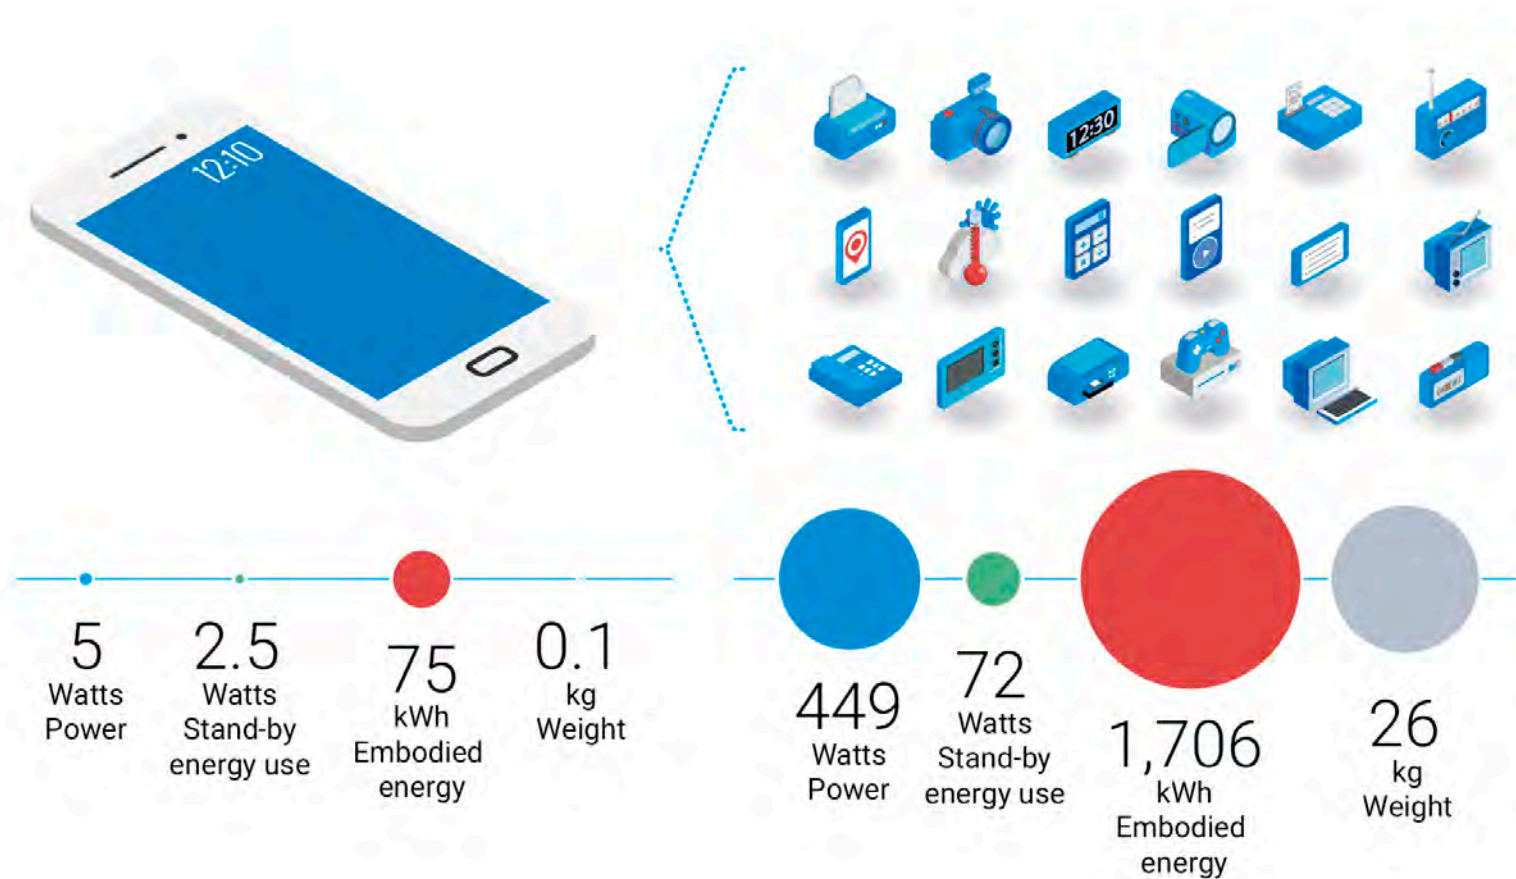 12:10
12:30
5
Watts
Power
2.5
Watts
Stand-by
energy use
75
kWh
Embodied
energy
0.1
kg
Weight
449
Watts
Power
72
Watts
Stand-by
energy use
1,706
kWh
Embodied
energy
26
kg
Weight